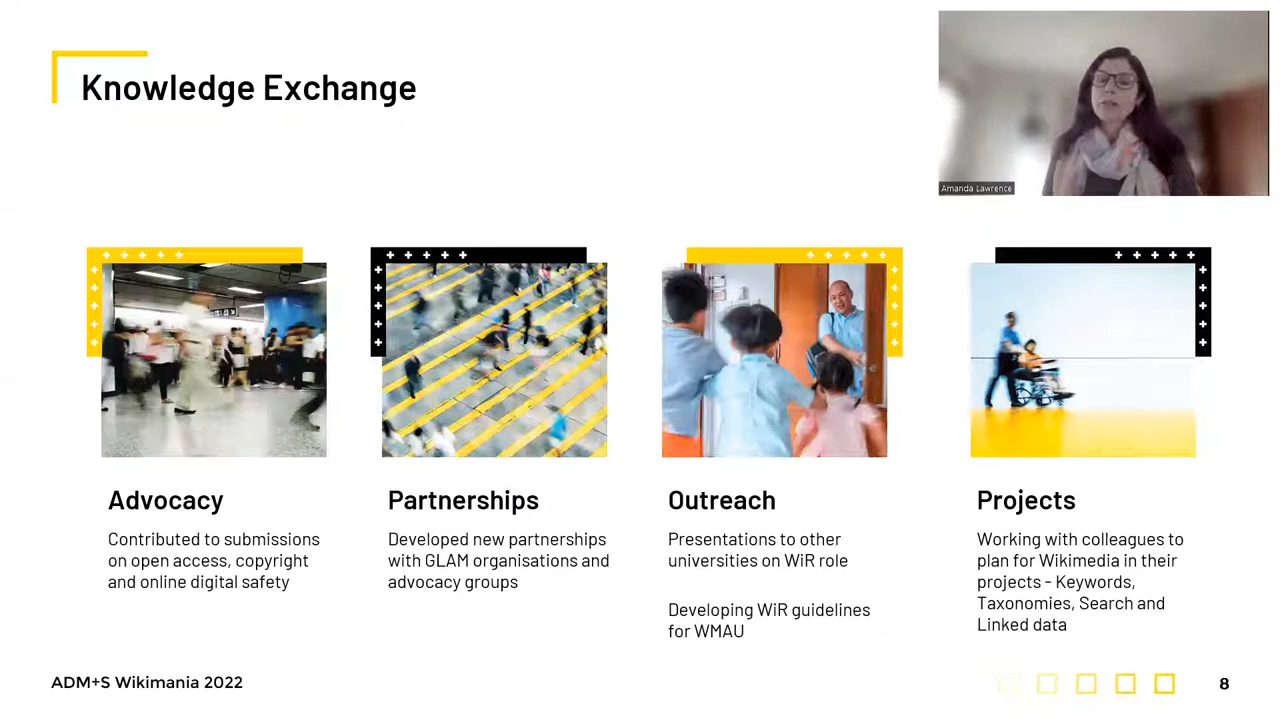 Knowledge Exchange
Amanda Lawrence
Advocacy
Contributed to submissions
on open access, copyright
and online digital safety
Partnerships
Developed new partnerships
with GLAM organisations and
advocacy groups
Outreach
Presentations to other
universities on WiR role
Developing WiR guidelines
for WMAU
Projects
Working with colleagues to
plan for Wikimedia in their
projects - Keywords,
Taxonomies, Search and
Linked data
ADM+S Wikimania 2022
8